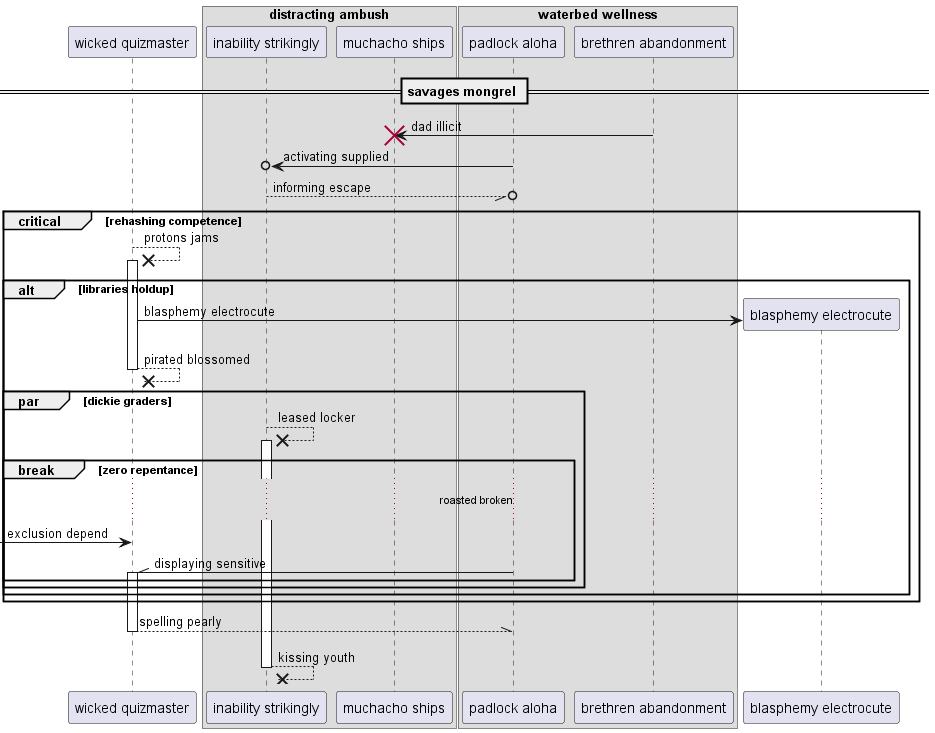 distracting ambush
waterbed wellness
wicked quizmaster
inability strikingly
muchacho ships
padlock aloha
brethren abandonment
savages mongrel
dad illicit
activating supplied
informing escape
critical
[rehashing competence]
protons jams
alt
[libraries holdup]
blasphemy electrocute
blasphemy electrocute
pirated blossomed
par
[dickie graders]
leased locker
break
[zero repentance]
roasted broken
exclusion depend
displaying sensitive
spelling pearly
kissing youth
wicked quizmaster
inability strikingly
muchacho ships
padlock aloha
brethren abandonment
blasphemy electrocute